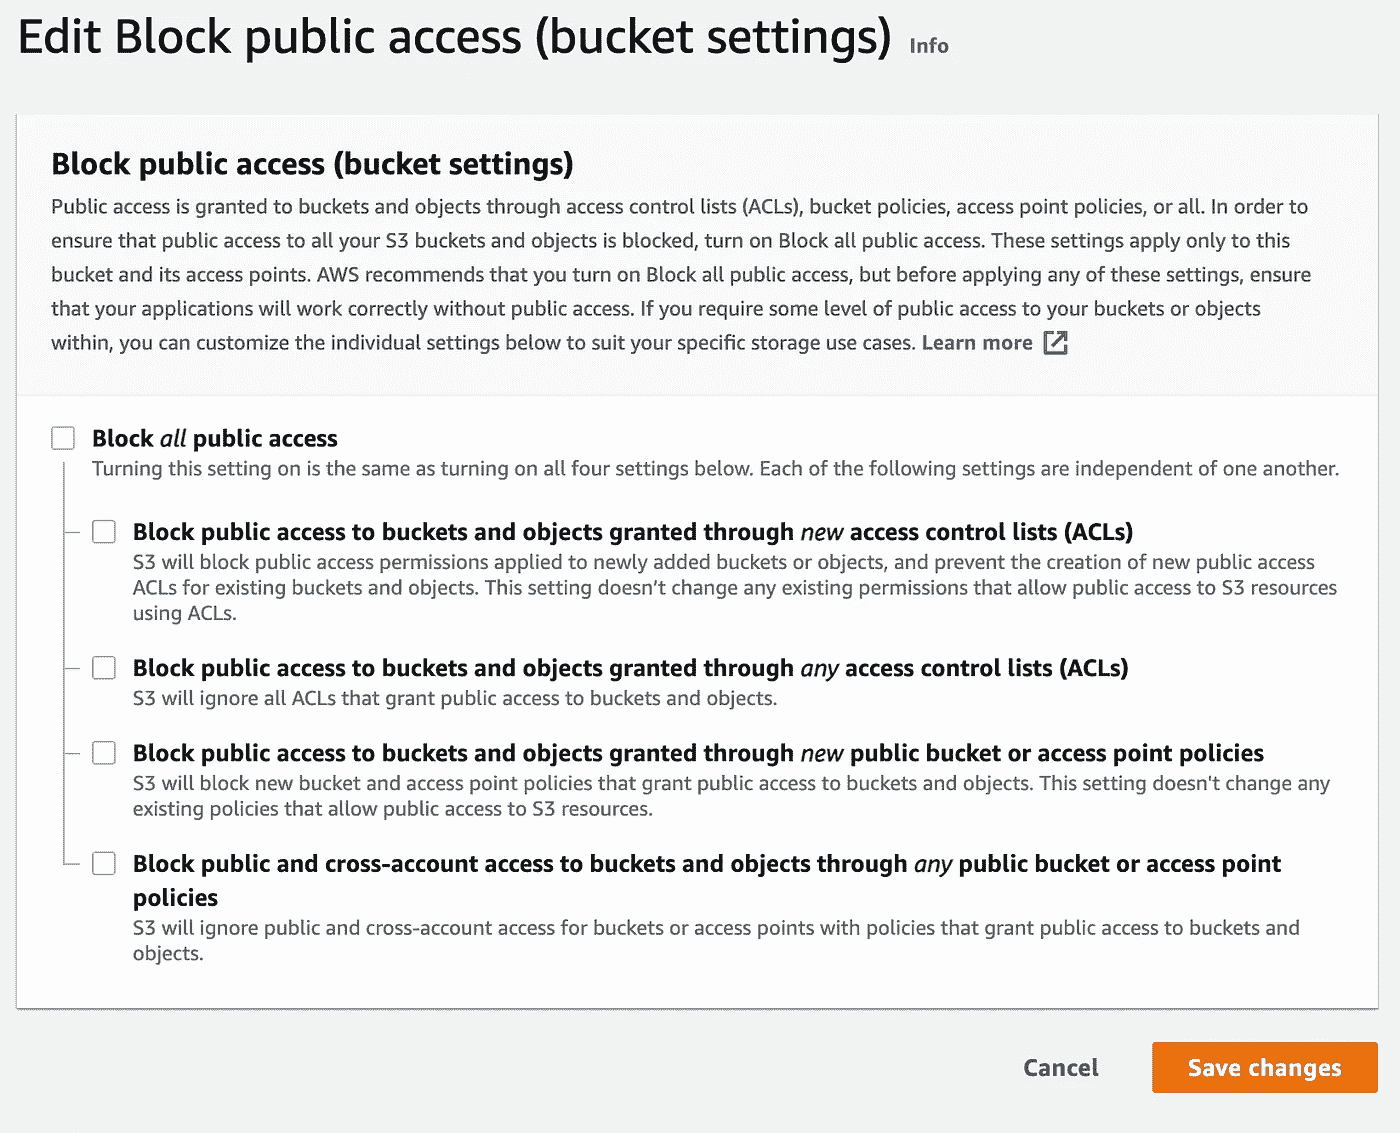 Edit Block public access (bucket settings) Info
Block public access (bucket settings)
Public access is granted to buckets and objects through access control lists (ACLs), bucket policies, access point policies, or all. In order to
ensure that public access to all your S3 buckets and objects is blocked, turn on Block all public access. These settings apply only to this
bucket and its access points. AWS recommends that you turn on Block all public access, but before applying any of these settings, ensure
that your applications will work correctly without public access. If you require some level of public access to your buckets or objects
within, you can customize the individual settings below to suit your specific storage use cases. Learn more
Block all public access
Turning this setting on is the same as turning on all four settings below. Each of the following settings are independent of one another.
Block public access to buckets and objects granted through new access control lists (ACLs)
S3 will block public access permissions applied to newly added buckets or objects, and prevent the creation of new public access
ACLs for existing buckets and objects. This setting doesn't change any existing permissions that allow public access to S3 resources
using ACLs.
Block public access to buckets and objects granted through any access control lists (ACLs)
S3 will ignore all ACLs that grant public access to buckets and objects.
Block public access to buckets and objects granted through new public bucket or access point policies
S3 will block new bucket and access point policies that grant public access to buckets and objects. This setting doesn't change any
existing policies that allow public access to S3 resources.
Block public and cross-account access to buckets and objects through any public bucket or access point
policies
S3 will ignore public and cross-account access for buckets or access points with policies that grant public access to buckets and
objects.
Cancel
Save changes